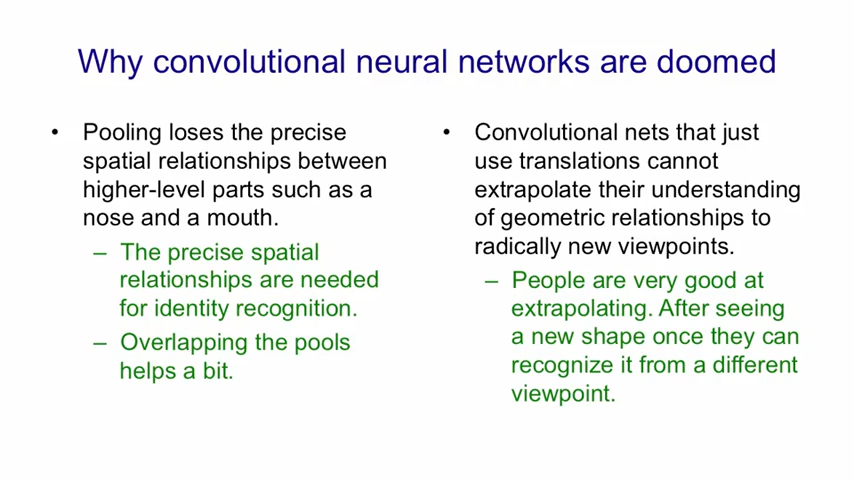 Why convolutional neural networks are doomed
• Pooling loses the precise
spatial relationships between
higher-level parts such as a
nose and a mouth.
– The precise spatial
relationships are needed
for identity recognition.
– Overlapping the pools
helps a bit.
• Convolutional nets that just
use translations cannot
extrapolate their understanding
of geometric relationships to
radically new viewpoints.
– People are very good at
extrapolating. After seeing
a new shape once they can
recognize it from a different
viewpoint.